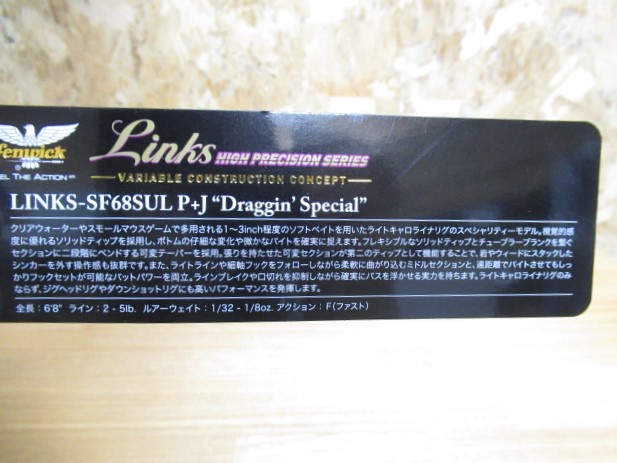 fenwick
EEL THE ACTION
Links HIGH PRECISION SERIES
VARIABLE CONSTRUCTION CONCEPT
LINKS-SF68SUL P+J “Draggin’ Special”
クリアウォーターやスモールマウスゲームで多用される1〜3inch程度のソフトベイトを用いたライトキャロライナリグのスペシャリティーモデル。視覚的感
度に優れるソリッドティップを採用し、ボトムの仔細な変化や微かなバイトを確実に捉えます。フレキシブルなソリッドティップとチューブラーブランクを繋ぐ
セクションに二段階にベンドする可変テーパーを採用。張りを持たせた可変セクションが第二のティップとして機能することで、岩やウィードにスタックした
シンカーを外す操作感も抜群です。また、ライトラインや細軸フックをフォローしながら柔軟に曲がり込むミドルセクションと、遠距離でバイトさせてもしっ
かりフックセットが可能なバットパワーを両立。ラインブレイクや口切れを抑制しながら確実にバスを浮かせる実力を持ちます。ライトキャロライナリグのみ
ならず、ジグヘッドリグやダウンショットリグにも高いパフォーマンスを発揮します。
全長:6'8" ライン:2 - 5lb. ルアーウェイト:1/32 - 1/8oz. アクション:F(ファスト)